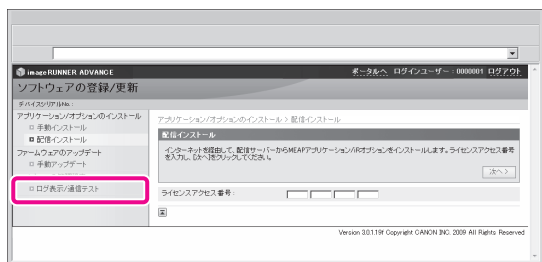 imageRUNNER ADVANCE
ポータルへ ログインユーザー : 0000001 ログアウト
ソフトウェアの登録/更新
デバイスシリアルNo. :
アプリケーション/オプションのインストール
手動インストール
配信インストール
ファームウェアのアップデート
手動アップデート
ログ表示/通信テスト
アプリケーション/オプションのインストール > 配信インストール
配信インストール
インターネットを経由して、配信サーバーからMEAPアプリケーション/iRオプションをインストールします。ライセンスアクセス番号
を入力し、[次へ]をクリックしてください。
次へ >
ライセンスアクセス番号 :
Version 3.0.1.19f Copyright CANON INC. 2009 All Rights Reserved